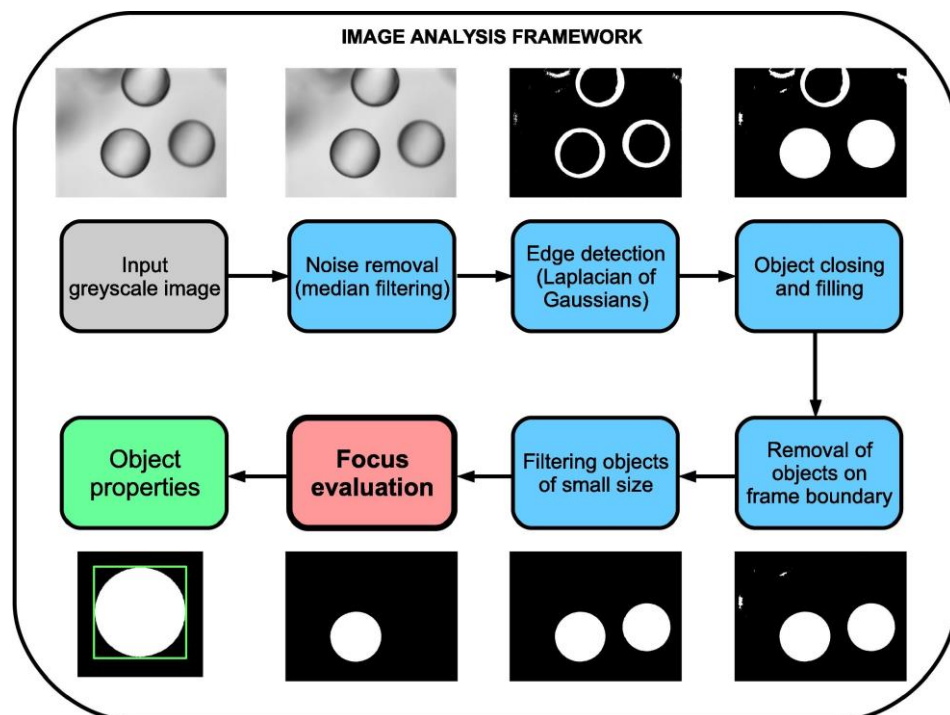 IMAGE ANALYSIS FRAMEWORK
Input
greyscale image
Noise removal
(median filtering)
Edge detection
(Laplacian of
Gaussians)
Object closing
and filling
Removal of
objects on
frame boundary
Filtering objects
of small size
Focus
evaluation
Object
properties